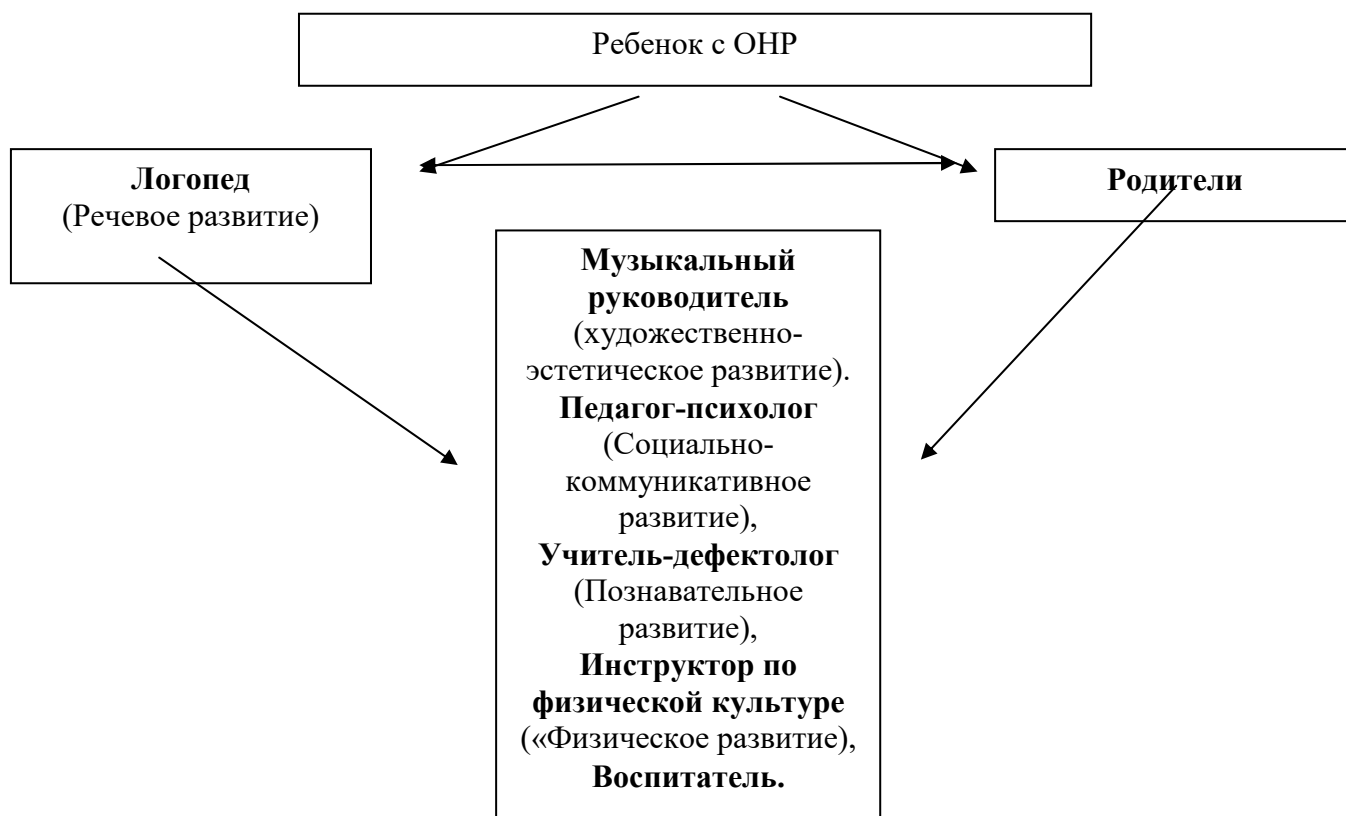 Ребенок с ОНР
Логопед
(Речевое развитие)
Родители
Музыкальный
руководитель
(художественно-
эстетическое развитие).
Педагог-психолог
(Социально-
коммуникативное
развитие),
Учитель-дефектолог
(Познавательное
развитие),
Инструктор по
физической культуре
(«Физическое развитие),
Воспитатель.